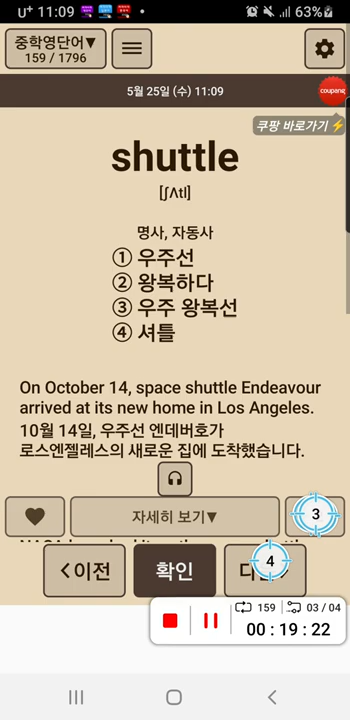 U⁺ 11:09 63%
중학영단어▼
159 / 1796
5월 25일 (수) 11:09
coupang
쿠팡 바로가기⚡
shuttle
[ʃʌtl]
명사, 자동사
① 우주선
② 왕복하다
③ 우주 왕복선
④ 셔틀
On October 14, space shuttle Endeavour
arrived at its new home in Los Angeles.
10월 14일, 우주선 엔데버호가
로스엔젤레스의 새로운 집에 도착했습니다.
자세히 보기▼
3
<이전
확인
4
159 03 / 04
00 : 19 : 22